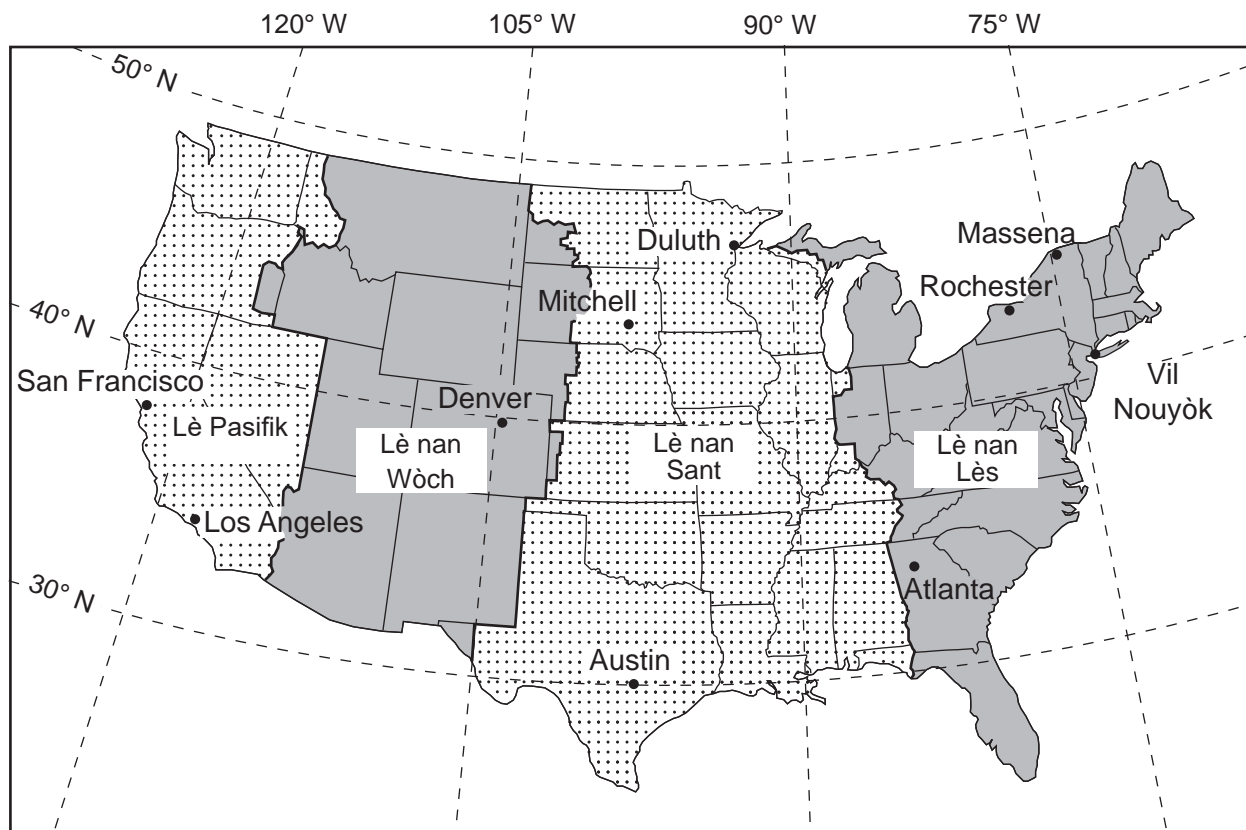 120° W
105° W
90° W
75° W
50° N
40° N
30° N
Massena
Duluth
Rochester
Mitchell
San Francisco
Denver
Vil
Nouyòk
Lè Pasifik
Lè nan
Wòch
Lè nan
Sant
Lè nan
Lès
Los Angeles
Atlanta
Austin